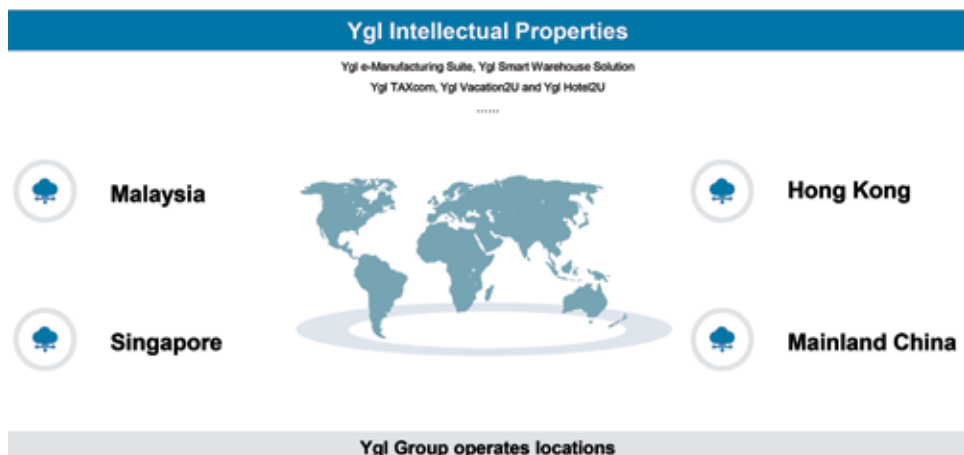 Ygl Intellectual Properties
Ygl e-Manufacturing Suite, Ygl Smart Warehouse Solution
Ygl TAXcom, Ygl Vacation2U and Ygl Hotel2U
......
Malaysia
Hong Kong
Singapore
Mainland China
Ygl Group operates locations